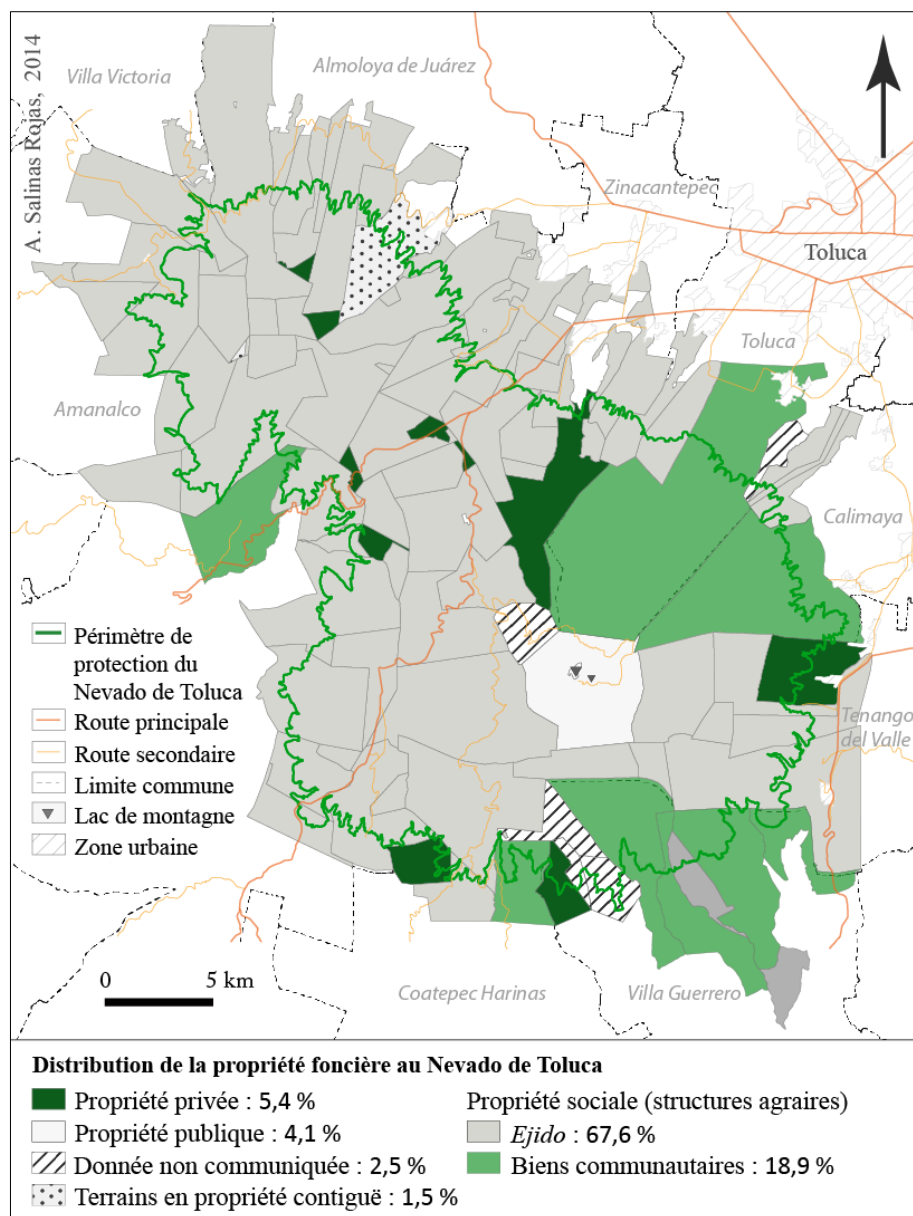 A. Salinas Rojas, 2014
Villa Victoria
Almoloya de Juárez
Zinacantepec
Toluca
Toluca
Amanalco
Calimaya
Tenango
del Valle
Périmètre de
protection du
Nevado de Toluca
Route principale
Route secondaire
Limite commune
Lac de montagne
Zone urbaine
0 5 km
Coatepec Harinas
Villa Guerrero
Distribution de la propriété foncière au Nevado de Toluca
Propriété privée : 5,4 %
Propriété publique : 4,1 %
Donnée non communiquée : 2,5 %
Terrains en propriété contiguë : 1,5 %
Propriété sociale (structures agraires)
Ejido : 67,6 %
Biens communautaires : 18,9 %